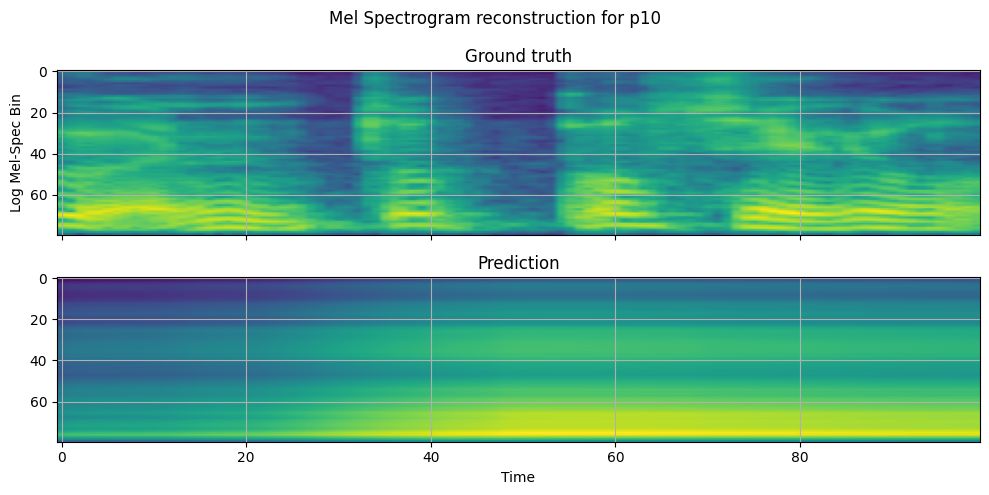 Mel Spectrogram reconstruction for p10
Ground truth
0
20
40
60
Log Mel-Spec Bin
Prediction
0
20
40
60
0 20 40 60 80
Time